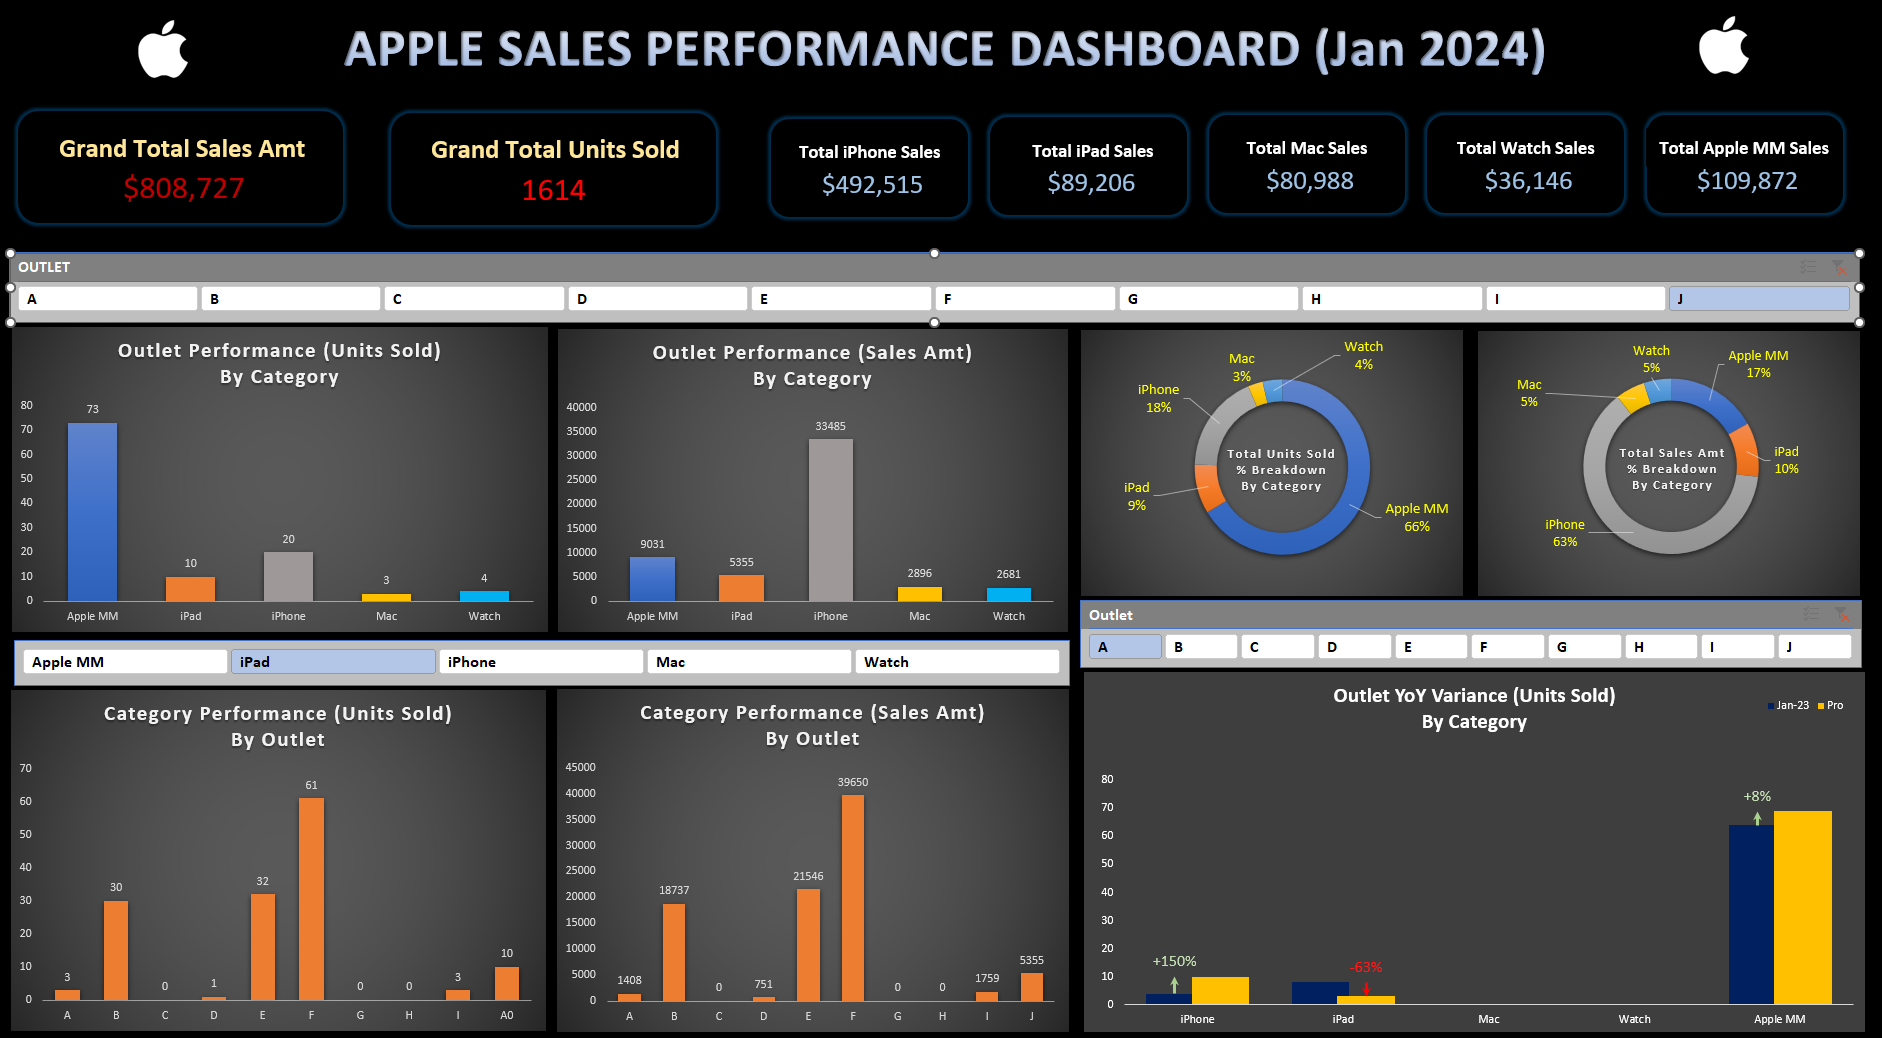 APPLE SALES PERFORMANCE DASHBOARD (Jan 2024)
Grand Total Sales Amt
$808,727
Grand Total Units Sold
1614
Total iPhone Sales
$492,515
Total iPad Sales
$89,206
Total Mac Sales
$80,988
Total Watch Sales
$36,146
Total Apple MM Sales
$109,872
OUTLET
A B C D E F G H I J
Outlet Performance (Units Sold)
By Category
80
70
60
50
40
30
20
10
0
73
10
20
3
4
Apple MM iPad iPhone Mac Watch
Outlet Performance (Sales Amt)
By Category
40000
35000
30000
25000
20000
15000
10000
5000
0
9031
5355
33485
2896
2681
Apple MM iPad iPhone Mac Watch
Watch
4%
Mac
3%
iPhone
18%
iPad
9%
Apple MM
66%
Total Units Sold
% Breakdown
By Category
Watch
5%
Apple MM
17%
Mac
5%
iPad
10%
iPhone
63%
Total Sales Amt
% Breakdown
By Category
Apple MM iPad iPhone Mac Watch
Outlet
A B C D E F G H I J
Category Performance (Units Sold)
By Outlet
70
60
50
40
30
20
10
0
3
30
0
1
32
61
0
0
3
10
A B C D E F G H I A0
Category Performance (Sales Amt)
By Outlet
45000
40000
35000
30000
25000
20000
15000
10000
5000
0
1408
18737
0
751
21546
39650
0
0
1759
5355
A B C D E F G H I J
Outlet YoY Variance (Units Sold)
By Category
Jan-23 Pro
80
70
60
50
40
30
20
10
0
+150%
-63%
+8%
iPhone iPad Mac Watch Apple MM